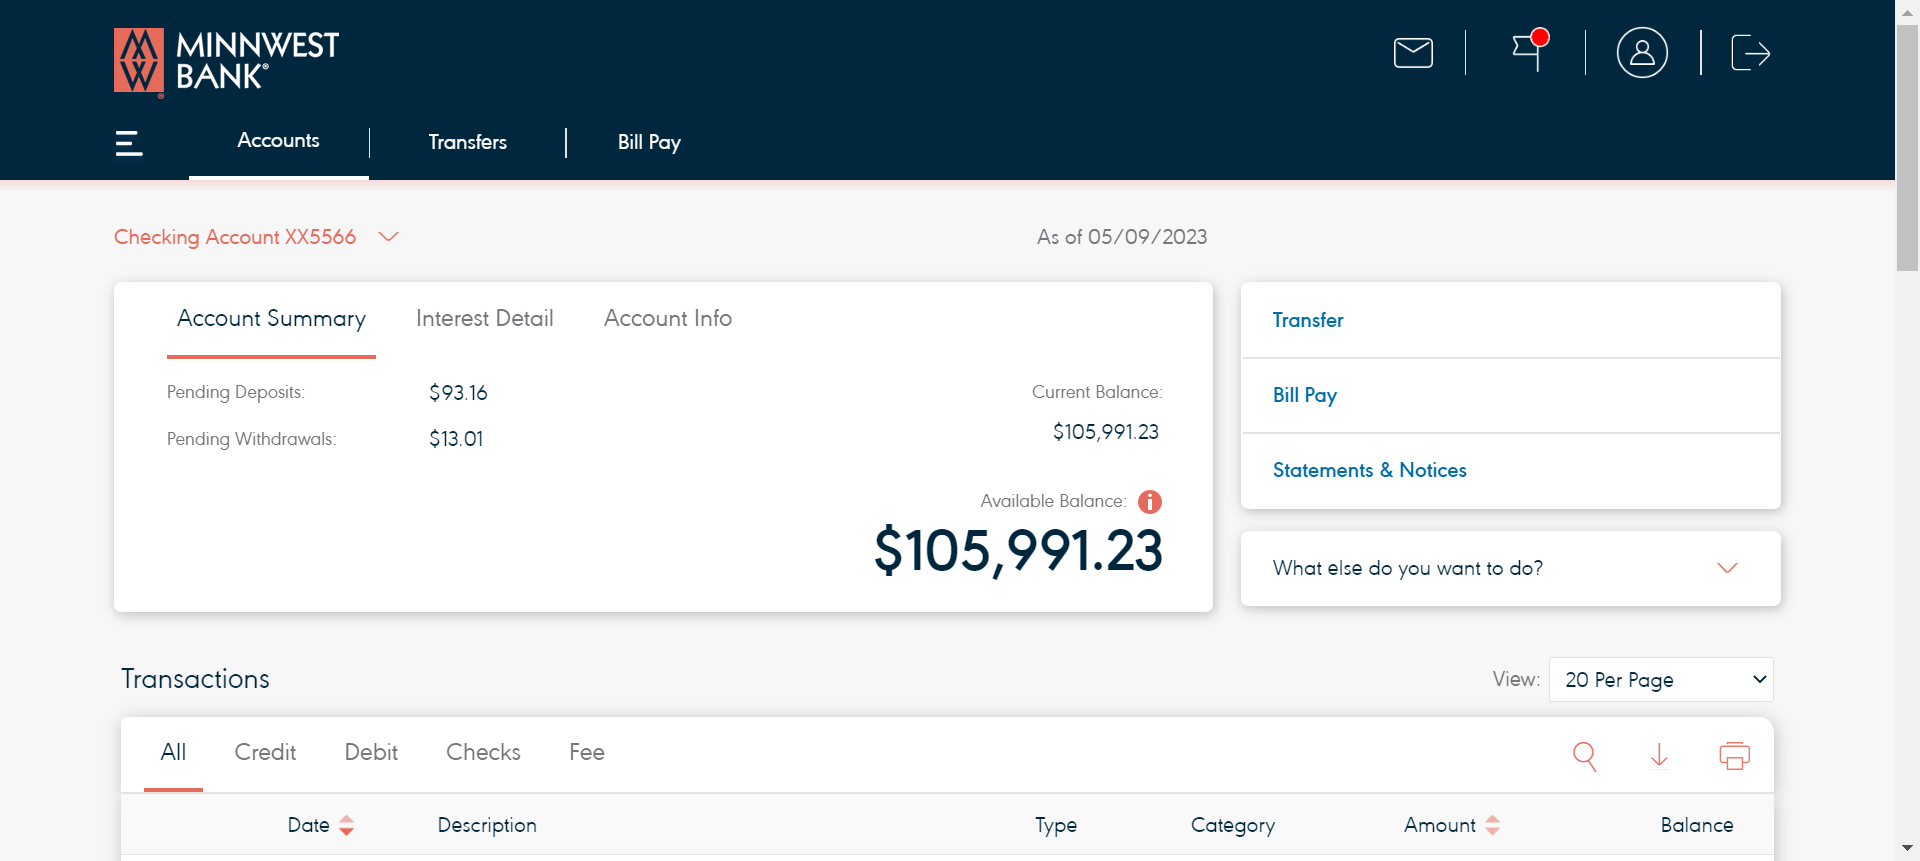 MINNWEST
BANK®
Accounts
Transfers
Bill Pay
Checking Account XX5566
As of 05/09/2023
Account Summary
Interest Detail
Account Info
Pending Deposits: $93.16
Pending Withdrawals: $13.01
Current Balance:
$105,991.23
Available Balance:
$105,991.23
Transfer
Bill Pay
Statements & Notices
What else do you want to do?
Transactions
View: 20 Per Page
All Credit Debit Checks Fee
Date Description Type Category Amount Balance